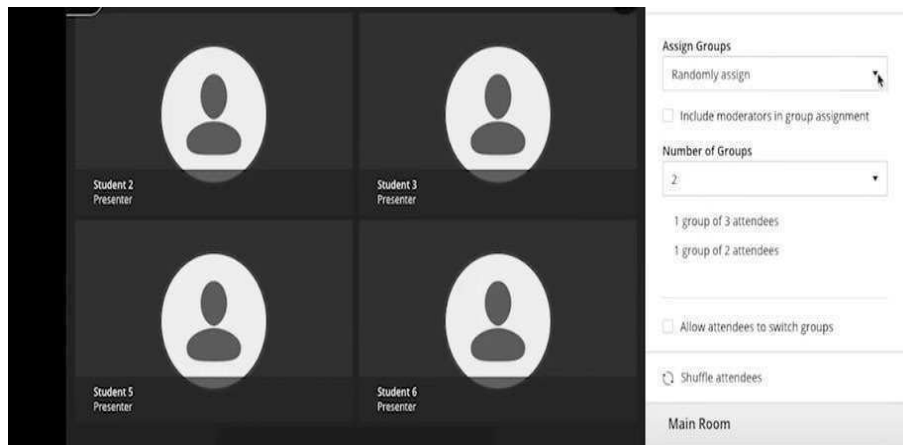 Student 2
Presenter
Student 3
Presenter
Student 5
Presenter
Student 6
Presenter
Assign Groups
Randomly assign
Include moderators in group assignment
Number of Groups
2
1 group of 3 attendees
1 group of 2 attendees
Allow attendees to switch groups
Shuffle attendees
Main Room